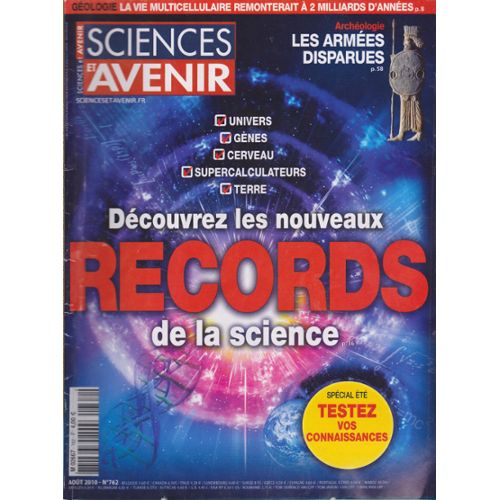 GÉOLOGIE LA VIE MULTICELLULAIRE REMONTERAIT À 2 MILLIARDS D'ANNÉES p.8
SCIENCES ET AVENIR
SCIENCES
ET AVENIR
SCIENCESETAVENIR.FR
Archéologie
LES ARMÉES
DISPARUES
p.58
UNIVERS
GÈNES
CERVEAU
SUPERCALCULATEURS
TERRE
Découvrez les nouveaux
RECORDS
de la science
SPÉCIAL ÉTÉ
TESTEZ
VOS
CONNAISSANCES
AOÛT 2010 - N°762